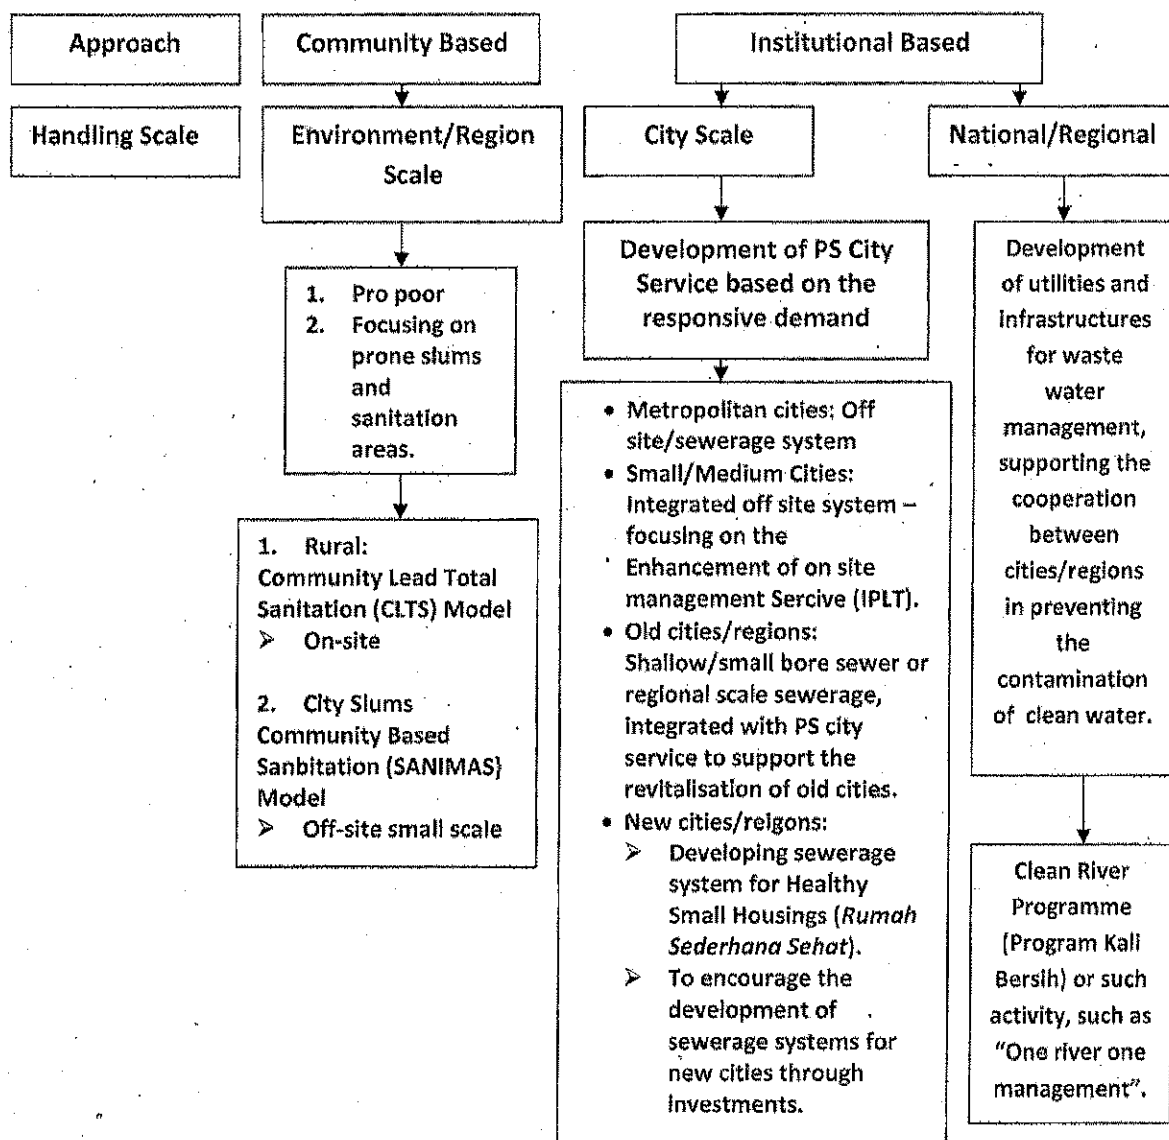 Approach
Community Based
Institutional Based
Handling Scale
Environment/Region
Scale
City Scale
National/Regional
1. Pro poor
2. Focusing on
prone slums
and
sanitation
areas.
1. Rural:
Community Lead Total
Sanitation (CLTS) Model
➢ On-site
2. City Slums
Community Based
Sanbitation (SANIMAS)
Model
➢ Off-site small scale
Development of PS City
Service based on the
responsive demand
• Metropolitan cities: Off
site/sewerage system
• Small/Medium Cities:
Integrated off site system –
focusing on the
Enhancement of on site
management Sercive (IPLT).
• Old cities/regions:
Shallow/small bore sewer or
regional scale sewerage,
integrated with PS city
service to support the
revitalisation of old cities.
• New cities/reigons:
➢ Developing sewerage
system for Healthy
Small Housings (Rumah
Sederhana Sehat).
➢ To encourage the
development of
sewerage systems for
new cities through
investments.
Development
of utilities and
infrastructures
for waste
water
management,
supporting the
cooperation
between
cities/regions
in preventing
the
contamination
of clean water.
Clean River
Programme
(Program Kali
Bersih) or such
activity, such as
"One river one
management".